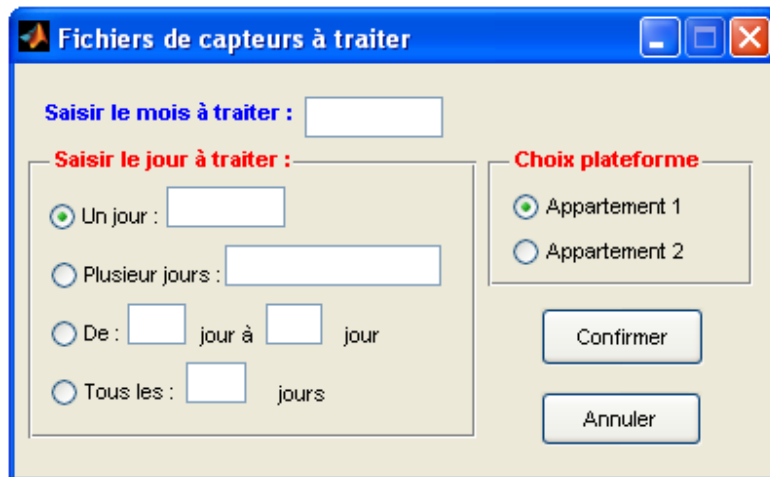 Fichiers de capteurs à traiter
Saisir le mois à traiter :
Saisir le jour à traiter :
Un jour :
Plusieur jours :
De : jour à jour
Tous les : jours
Choix plateforme
Appartement 1
Appartement 2
Confirmer
Annuler